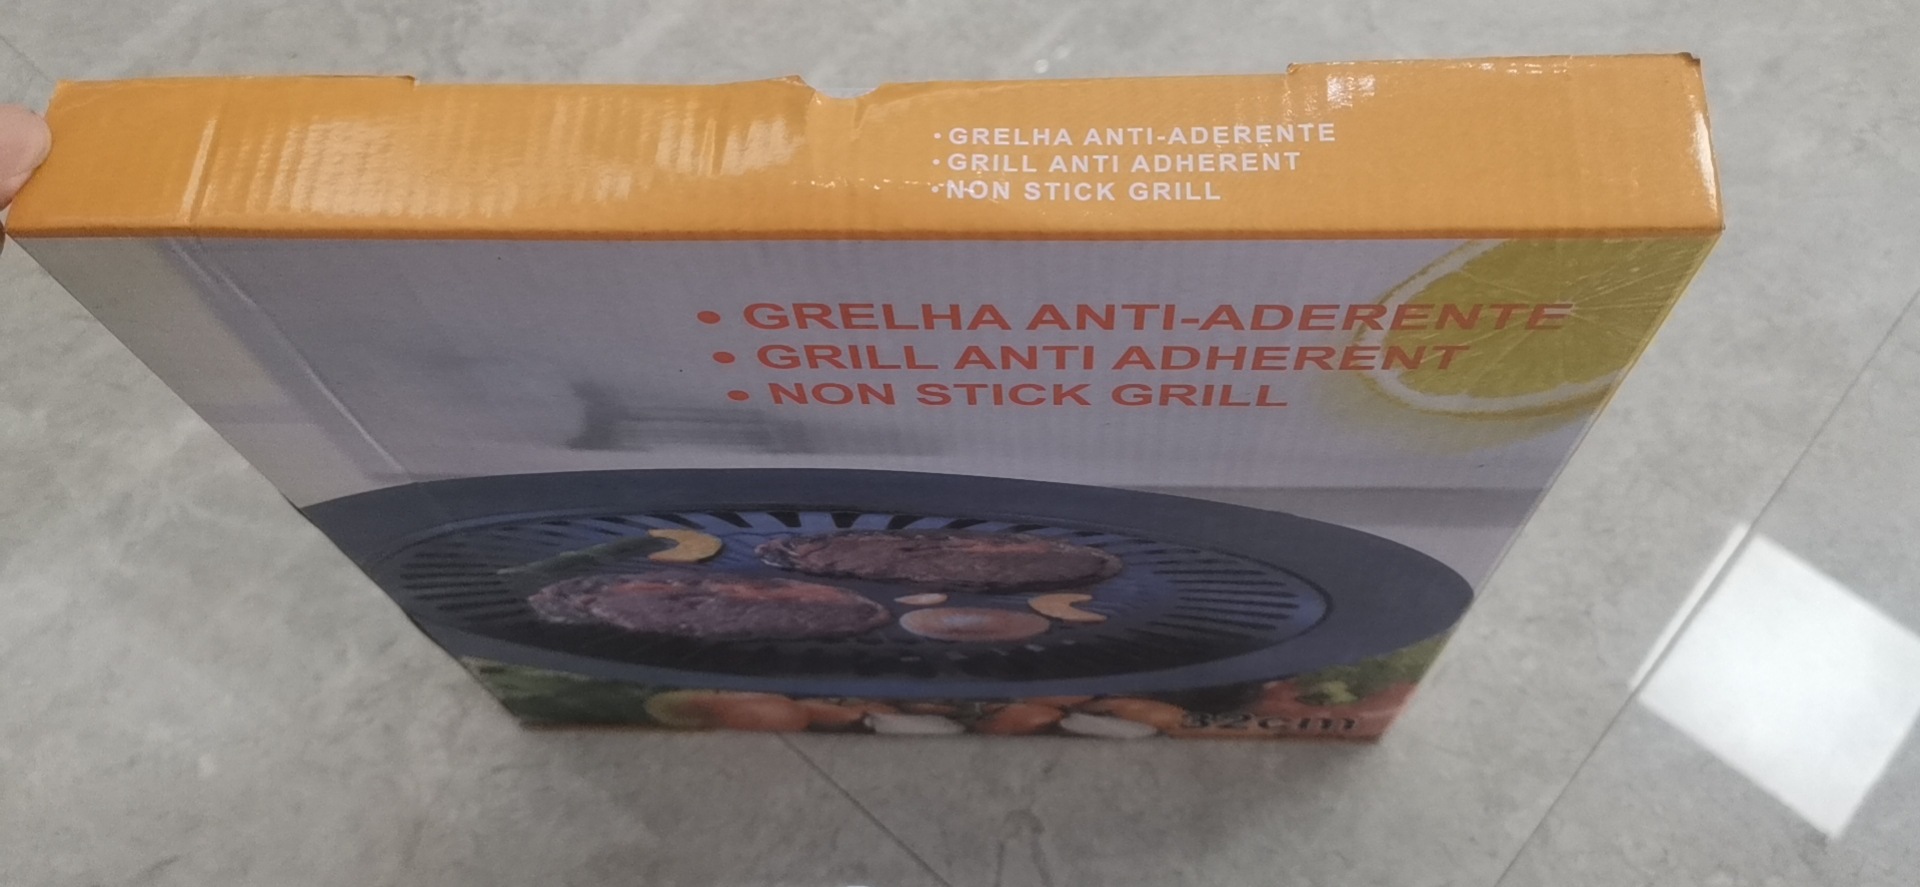 • GRELHA ANTI-ADERENTE
• GRILL ANTI ADHERENT
• NON STICK GRILL
• GRELHA ANTI-ADERENTE
• GRILL ANTI ADHERENT
• NON STICK GRILL
32cm